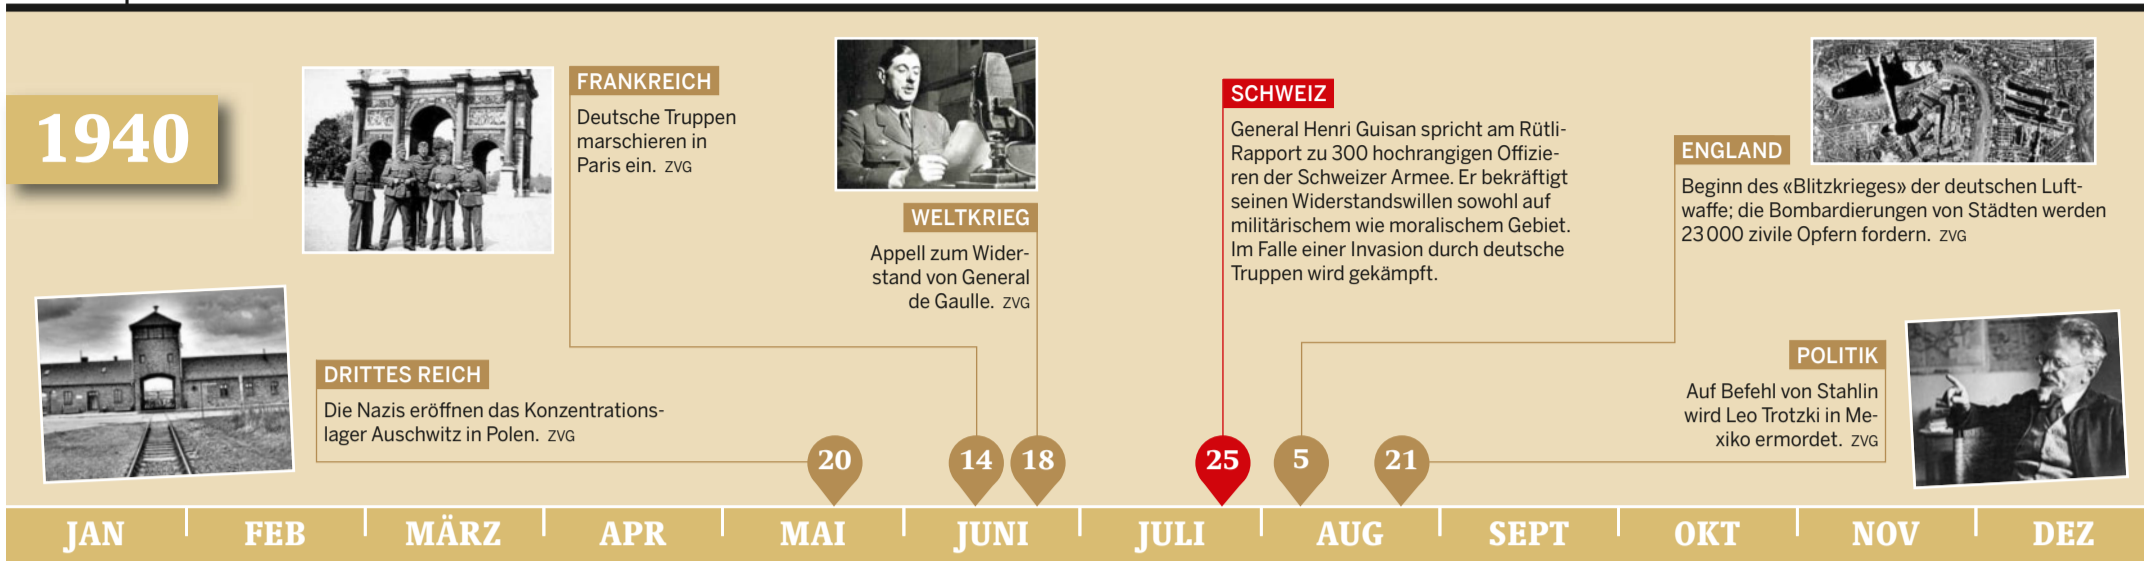 1940
FRANKREICH
Deutsche Truppen
marschieren in
Paris ein. ZVG
WELTKRIEG
Appell zum Wider-
stand von General
de Gaulle. ZVG
SCHWEIZ
General Henri Guisan spricht am Rütli-
Rapport zu 300 hochrangigen Offizie-
ren der Schweizer Armee. Er bekräftigt
seinen Widerstandswillen sowohl auf
militärischem wie moralischem Gebiet.
Im Falle einer Invasion durch deutsche
Truppen wird gekämpft.
ENGLAND
Beginn des «Blitzkrieges» der deutschen Luft-
waffe; die Bombardierungen von Städten werden
23 000 zivile Opfern fordern. ZVG
DRITTES REICH
Die Nazis eröffnen das Konzentrations-
lager Auschwitz in Polen. ZVG
POLITIK
Auf Befehl von Stahlin
wird Leo Trotzki in Me-
xiko ermordet. ZVG
20 14 18 25 5 21
JAN FEB MÄRZ APR MAI JUNI JULI AUG SEPT OKT NOV DEZ